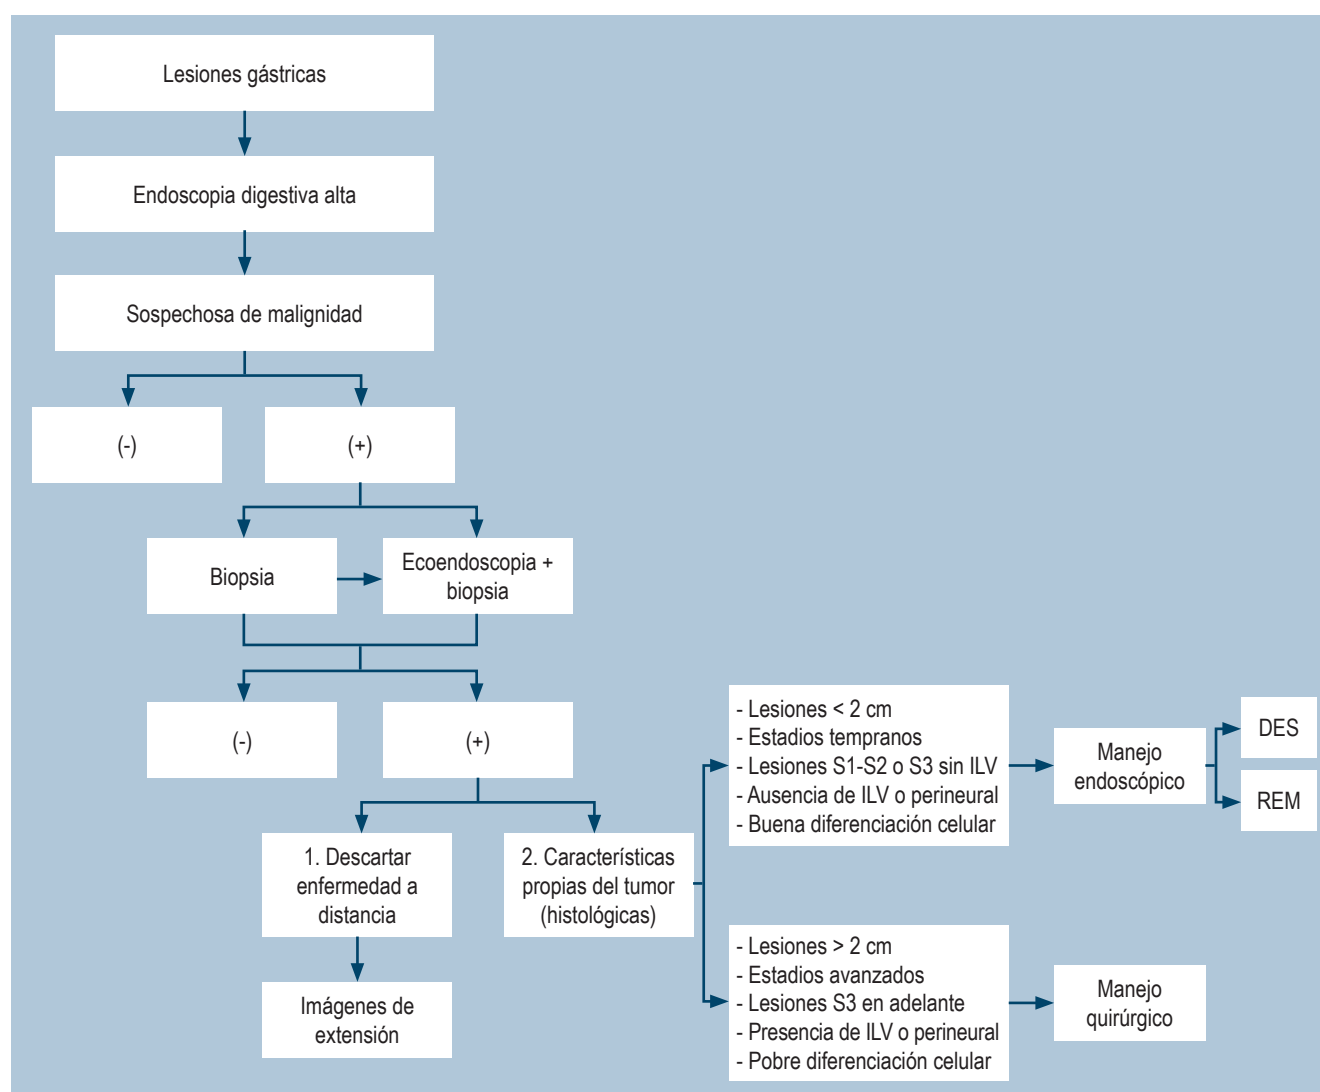 Lesiones gástricas
Endoscopia digestiva alta
Sospechosa de malignidad
(-)
(+)
Biopsia
Ecoendoscopia +
biopsia
(-)
(+)
1. Descartar
enfermedad a
distancia
Imágenes de
extensión
2. Características
propias del tumor
(histológicas)
- Lesiones < 2 cm
- Estadios tempranos
- Lesiones S1-S2 o S3 sin ILV
- Ausencia de ILV o perineural
- Buena diferenciación celular
Manejo
endoscópico
DES
REM
- Lesiones > 2 cm
- Estadios avanzados
- Lesiones S3 en adelante
- Presencia de ILV o perineural
- Pobre diferenciación celular
Manejo
quirúrgico